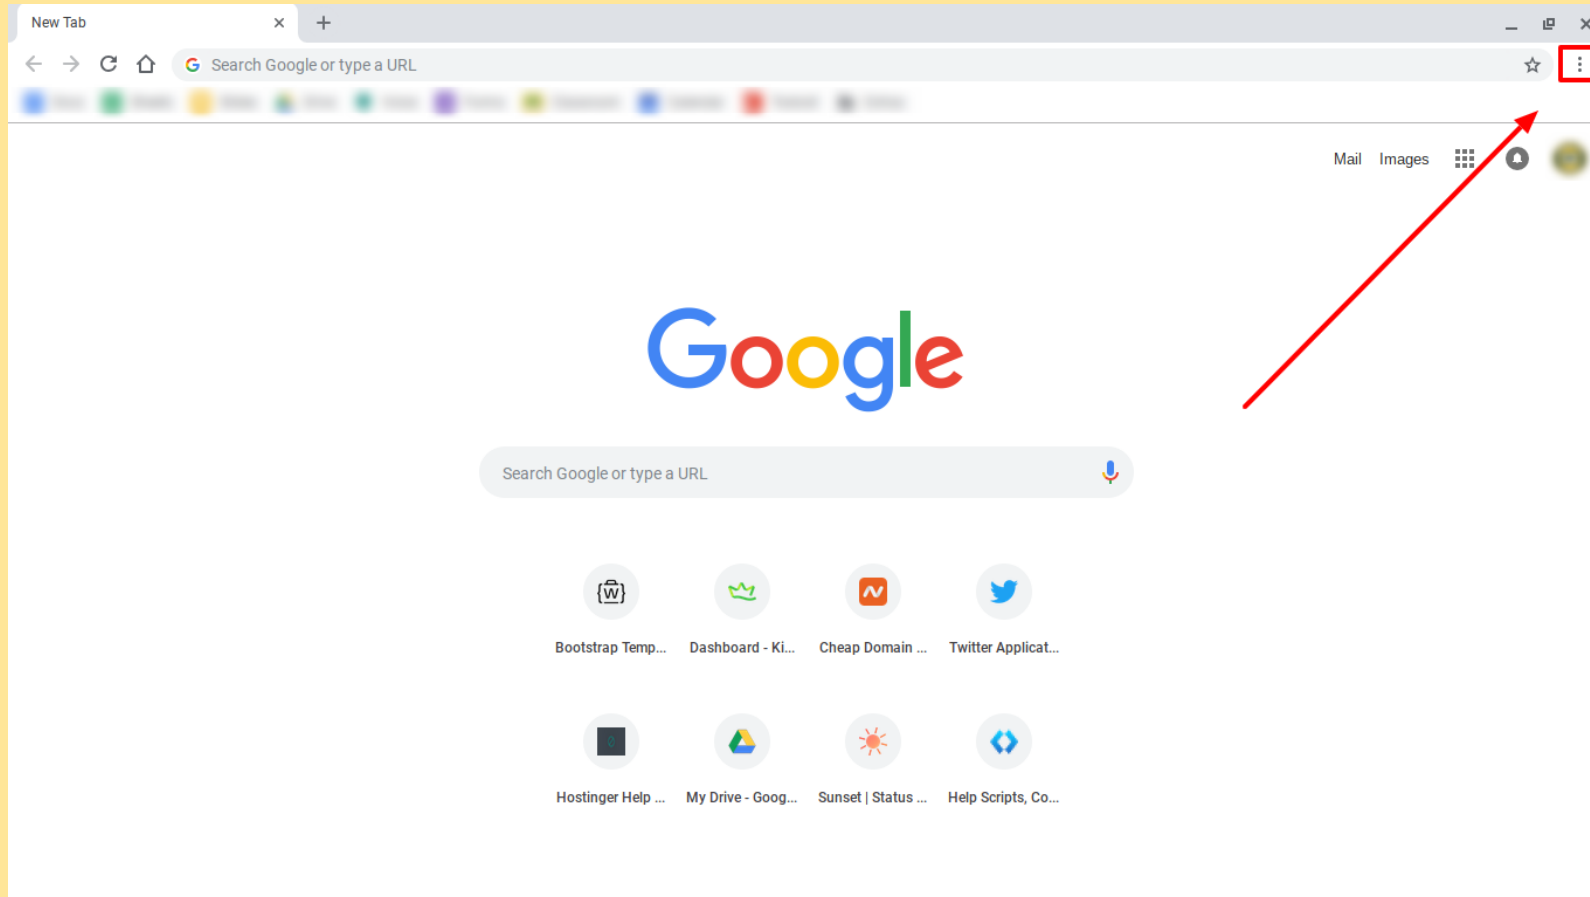 New Tab
Search Google or type a URL
Mail Images
Google
Search Google or type a URL
Bootstrap Temp... Dashboard - Ki... Cheap Domain ... Twitter Applicat...
Hostinger Help ... My Drive - Goog... Sunset | Status ... Help Scripts, Co...